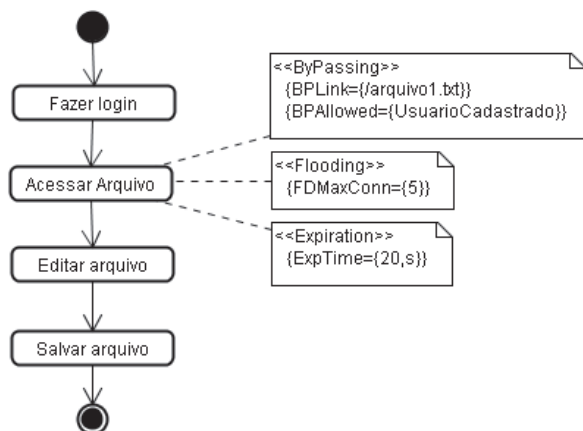 Fazer login
Acessar Arquivo
Editar arquivo
Salvar arquivo
<<ByPassing>>
{BPLink={/arquivo1.txt}}
{BPAllowed={UsuarioCadastrado}
<<Flooding>>
{FDMaxConn={5}}
<<Expiration>>
{ExpTime={20,s}}